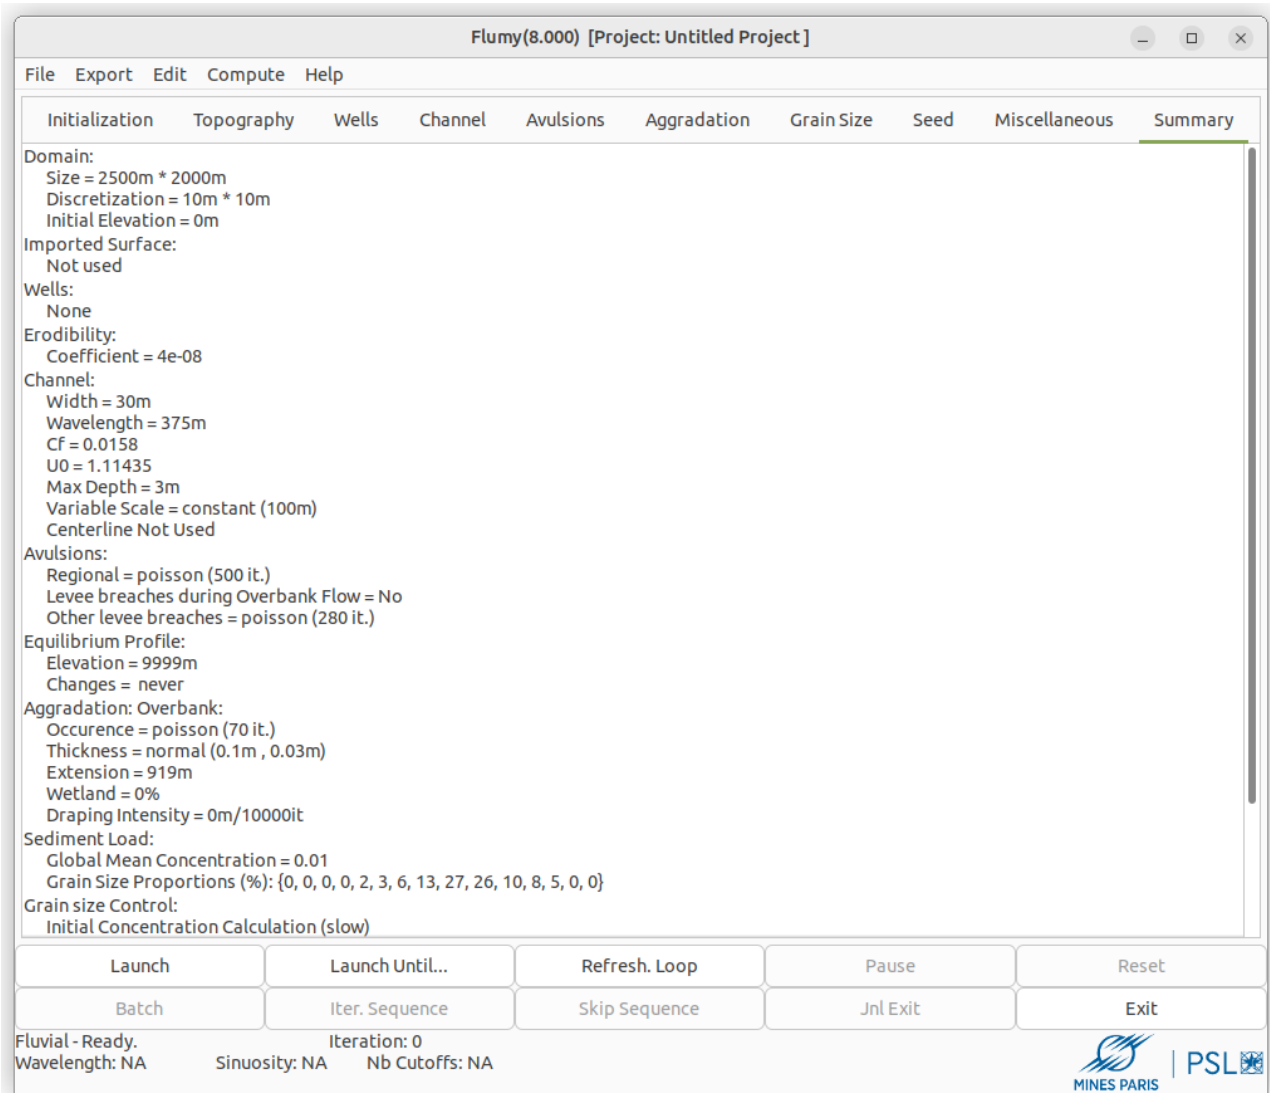 Flumy(8.000) [Project: Untitled Project ]
File Export Edit Compute Help
Initialization Topography Wells Channel Avulsions Aggradation Grain Size Seed Miscellaneous Summary
Domain:
Size = 2500m * 2000m
Discretization = 10m * 10m
Initial Elevation = 0m
Imported Surface:
Not used
Wells:
None
Erodibility:
Coefficient = 4e-08
Channel:
Width = 30m
Wavelength = 375m
Cf = 0.0158
U0 = 1.11435
Max Depth = 3m
Variable Scale = constant (100m)
Centerline Not Used
Avulsions:
Regional = poisson (500 it.)
Levee breaches during Overbank Flow = No
Other levee breaches = poisson (280 it.)
Equilibrium Profile:
Elevation = 9999m
Changes = never
Aggradation: Overbank:
Occurence = poisson (70 it.)
Thickness = normal (0.1m , 0.03m)
Extension = 919m
Wetland = 0%
Draping Intensity = 0m/10000it
Sediment Load:
Global Mean Concentration = 0.01
Grain Size Proportions (%): {0, 0, 0, 0, 2, 3, 6, 13, 27, 26, 10, 8, 5, 0, 0}
Grain size Control:
Initial Concentration Calculation (slow)
Launch Launch Until... Refresh. Loop Pause Reset
Batch Iter. Sequence Skip Sequence Jnl Exit Exit
Fluvial - Ready. Iteration: 0
Wavelength: NA Sinuosity: NA Nb Cutoffs: NA
MINES PARIS | PSL